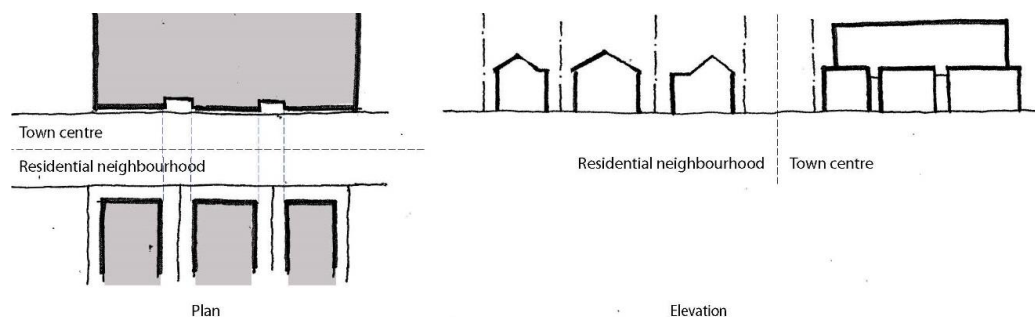 Town centre
Residential neighbourhood
Plan
Residential neighbourhood
Town centre
Elevation